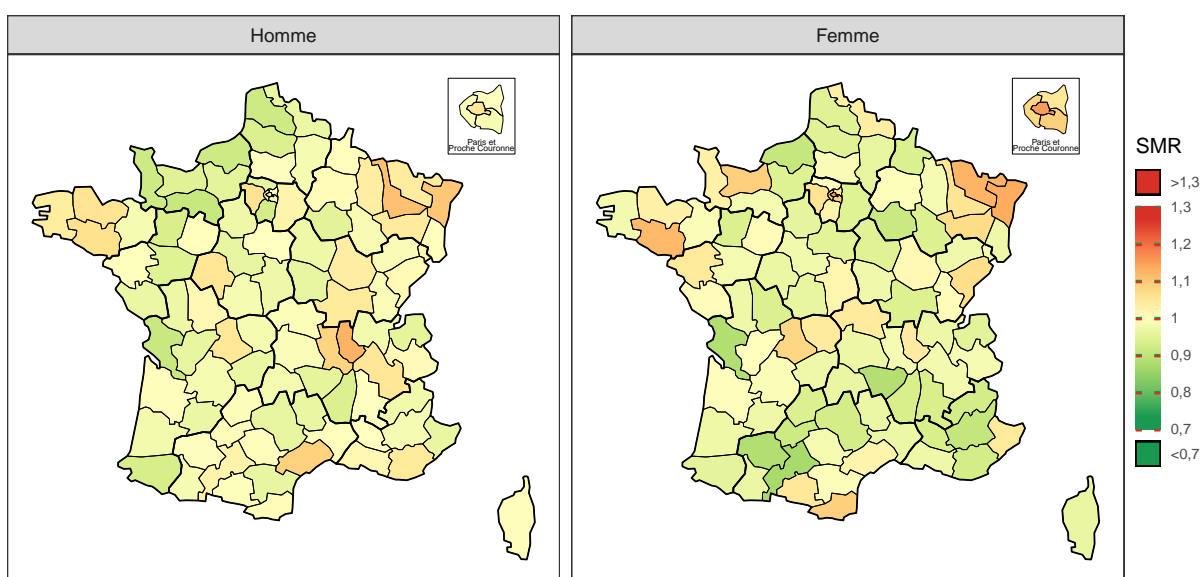 Homme
Femme
Paris et
Proche Couronne
Paris et
Proche Couronne
SMR
>1,3
1,3
1,2
1,1
1
0,9
0,8
0,7
<0,7